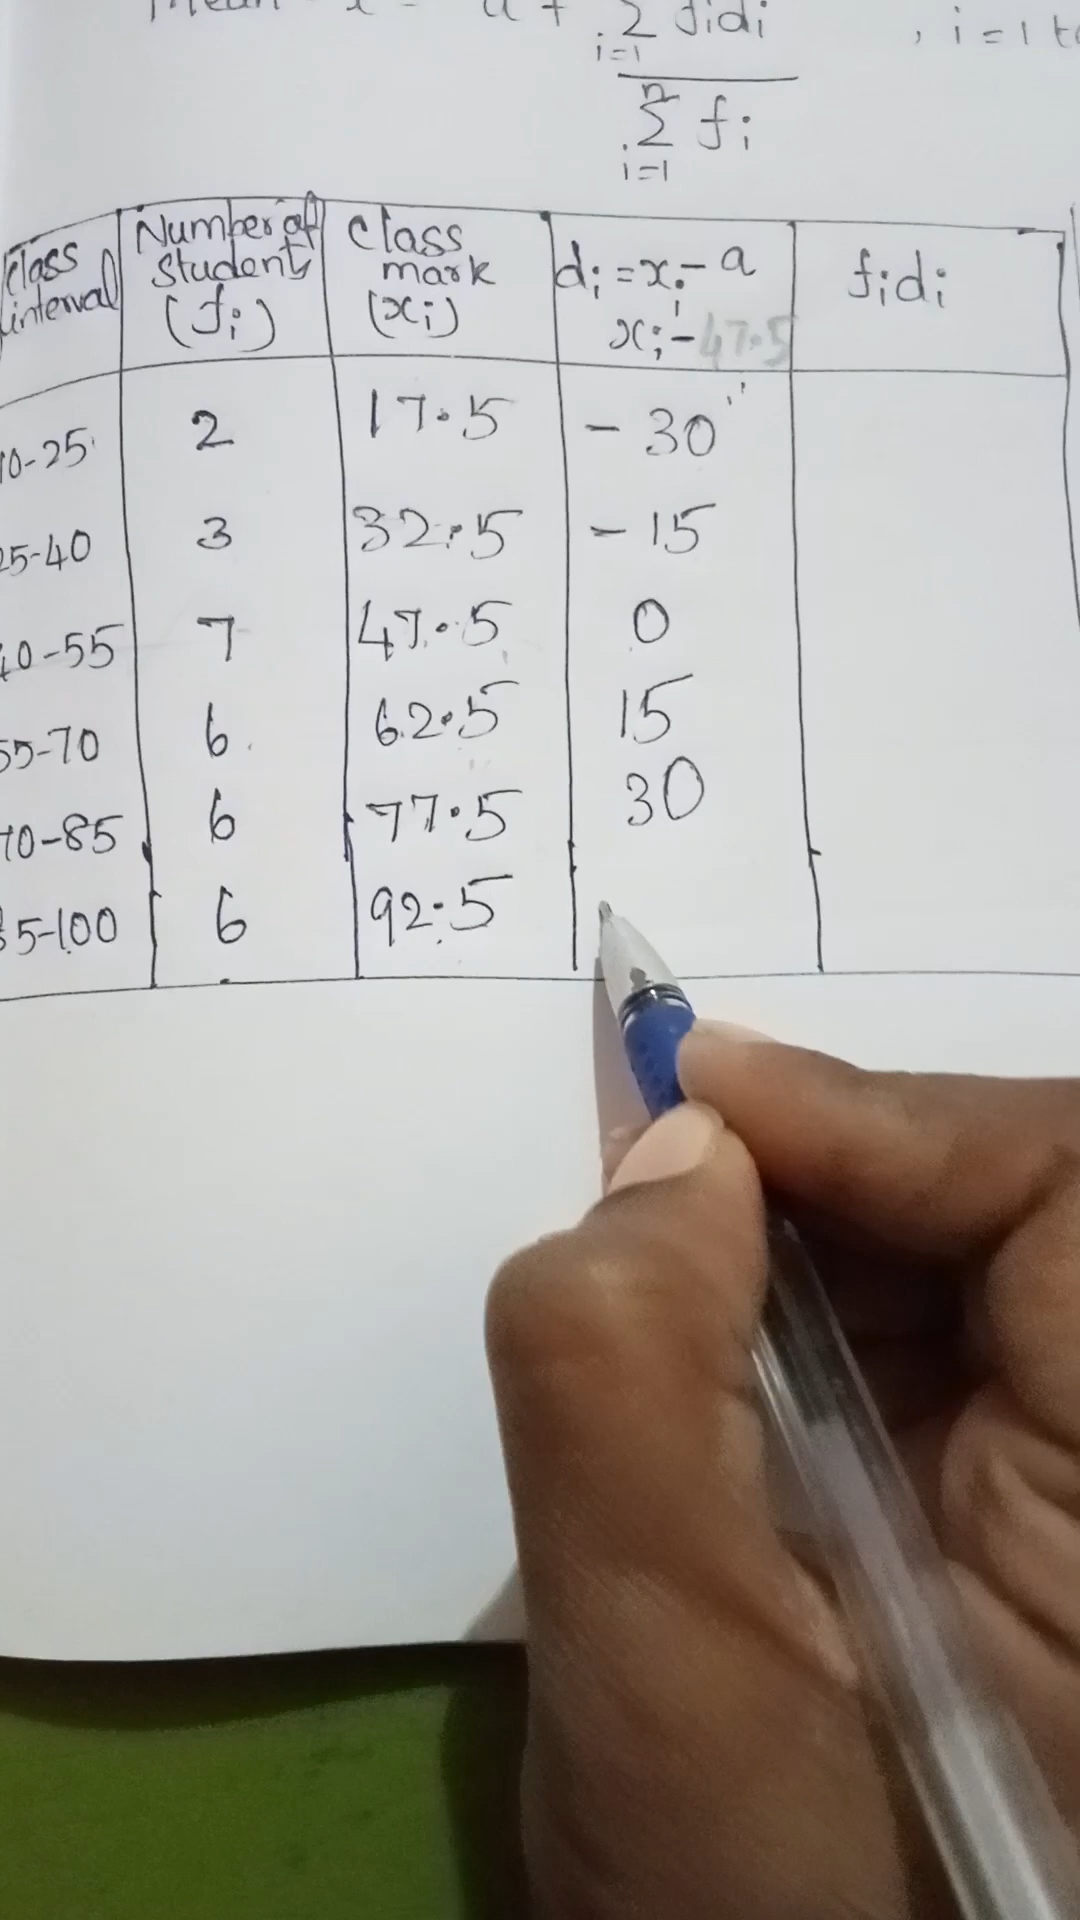 Mean x = a + Σ fidi , i = 1 to
i=1
n
Σ fi
i=1
Class interval | Number of students (fi) | Class mark (xi) | di = xi - a | fidi
xi - 47.5
10-25 2 17.5 - 30
25-40 3 32.5 - 15
40-55 7 47.5 0
55-70 6 62.5 15
70-85 6 77.5 30
85-100 6 92.5